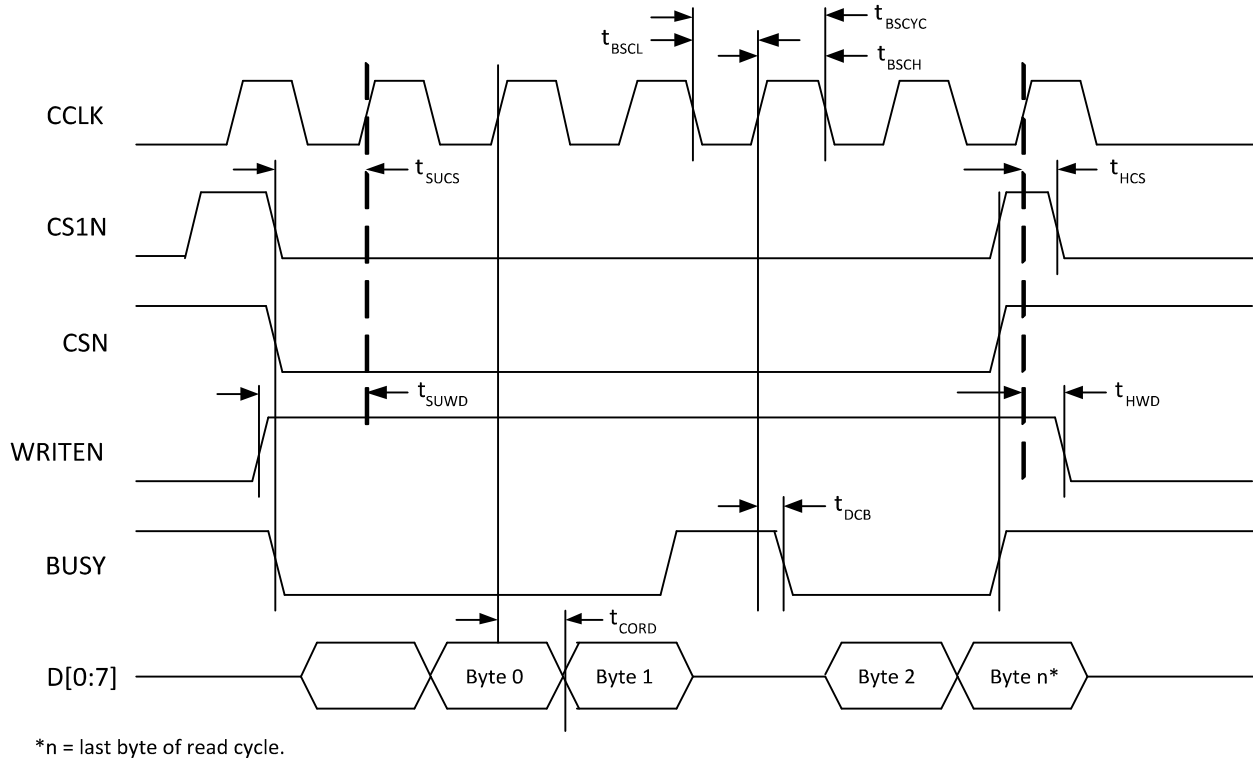 tBSCYC
tBSCL
tBSCH
CCLK
tSUCS
tHCS
CS1N
CSN
tSUWD
tHWD
WRITEN
tDCB
BUSY
tCORD
D[0:7]
Byte 0
Byte 1
Byte 2
Byte n*
*n = last byte of read cycle.